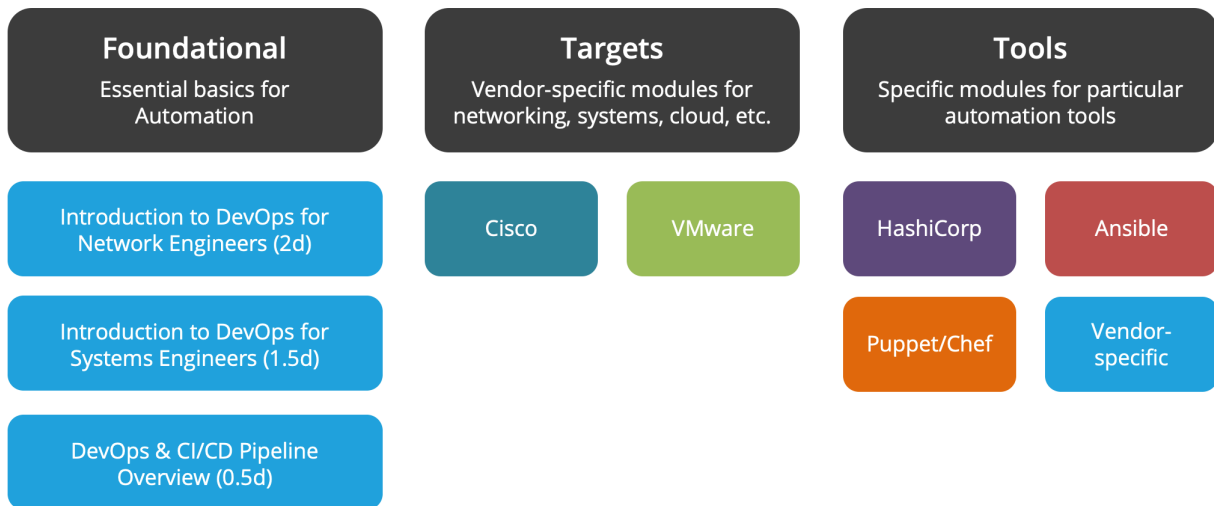 Foundational
Essential basics for
Automation
Targets
Vendor-specific modules for
networking, systems, cloud, etc.
Tools
Specific modules for particular
automation tools
Introduction to DevOps for
Network Engineers (2d)
Introduction to DevOps for
Systems Engineers (1.5d)
DevOps & CI/CD Pipeline
Overview (0.5d)
Cisco
VMware
HashiCorp
Ansible
Puppet/Chef
Vendor-
specific